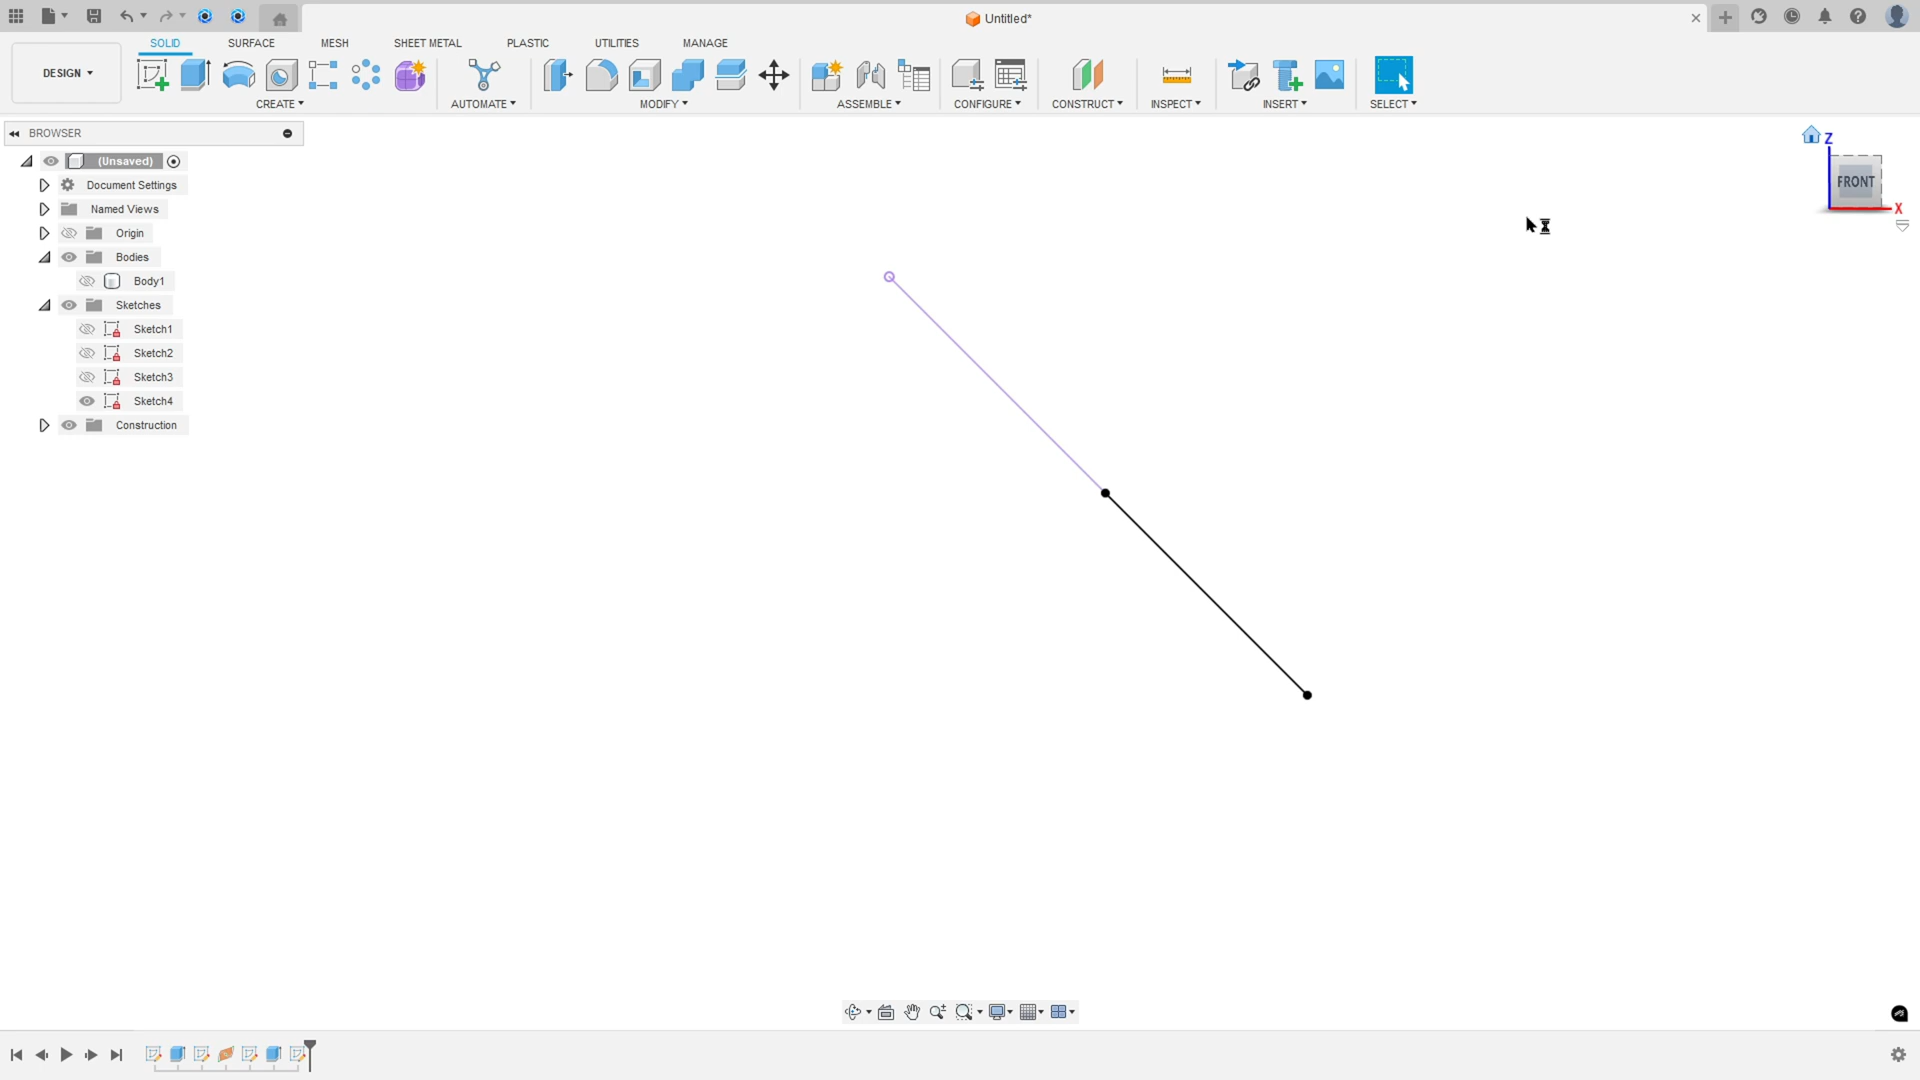 Untitled*
DESIGN
SOLID
SURFACE
MESH
SHEET METAL
PLASTIC
UTILITIES
MANAGE
CREATE
AUTOMATE
MODIFY
ASSEMBLE
CONFIGURE
CONSTRUCT
INSPECT
INSERT
SELECT
BROWSER
(Unsaved)
Document Settings
Named Views
Origin
Bodies
Body1
Sketches
Sketch1
Sketch2
Sketch3
Sketch4
Construction
Z
FRONT
X